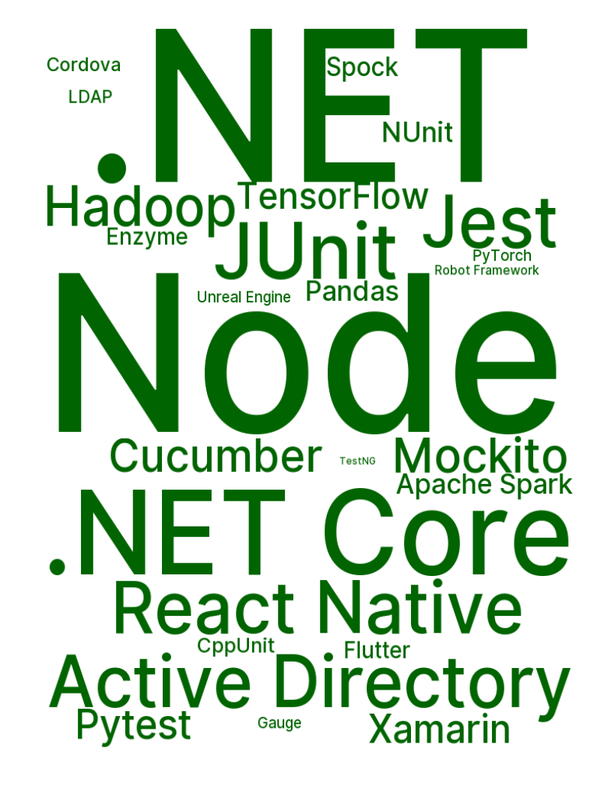 .NET
Cordova
Spock
LDAP
NUnit
Hadoop
TensorFlow
Jest
Enzyme
JUnit
PyTorch
Robot Framework
Unreal Engine
Pandas
Node
Cucumber
TestNG
Mockito
Apache Spark
.NET Core
React Native
CppUnit
Flutter
Active Directory
Pytest
Gauge
Xamarin